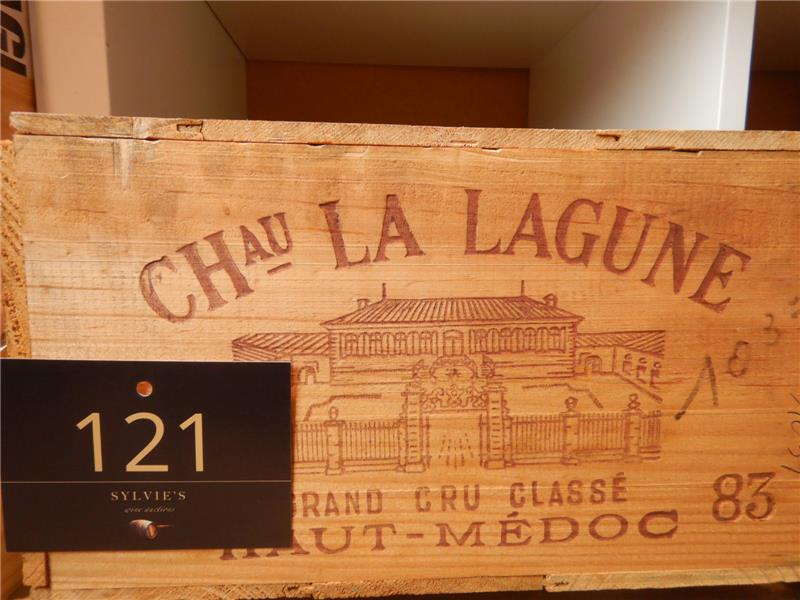 CHAU LA LAGUNE
GRAND CRU CLASSÉ
HAUT-MÉDOC
83
121
SYLVIE'S
wine auctions